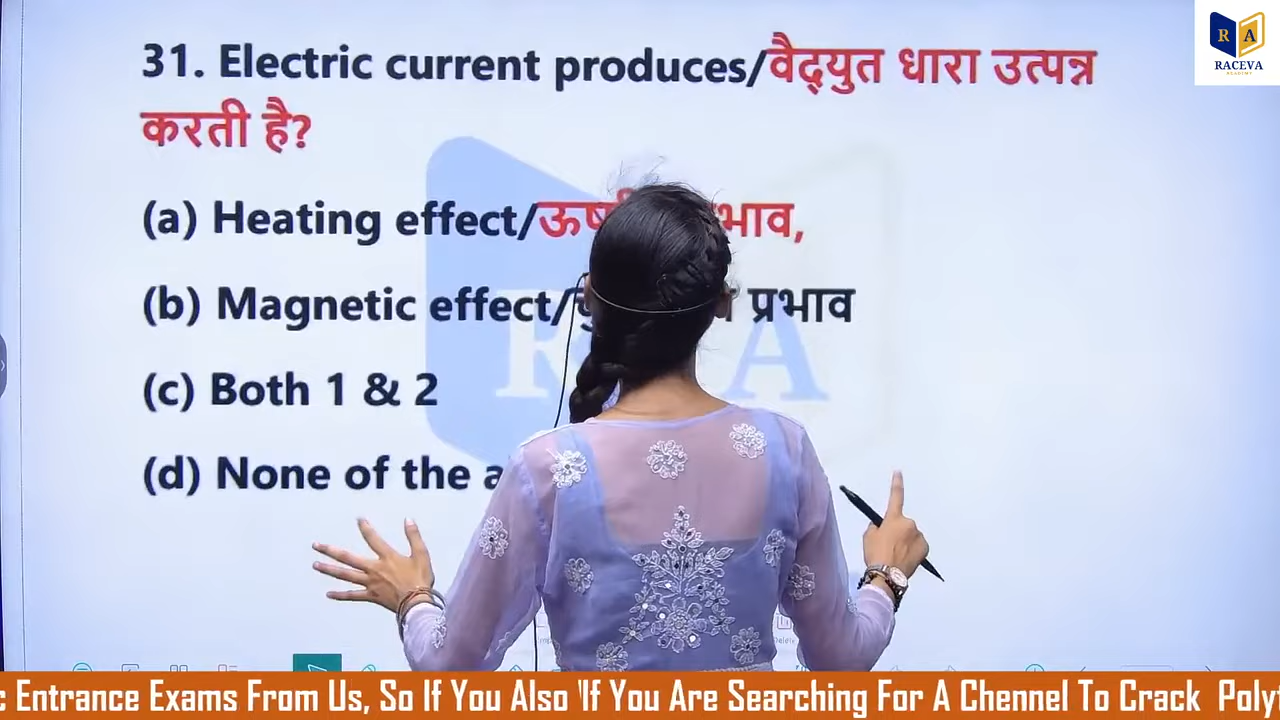 31. Electric current produces/वैद्युत धारा उत्पन्न
करती है?
(a) Heating effect/ प्रभाव,
(b) Magnetic effect/ प्रभाव
(c) Both 1 & 2
(d) None of the
R A
RACEVA
ACADEMY
R A
Entrance Exams From Us, So If You Also "If You Are Searching For A Chennel To Crack